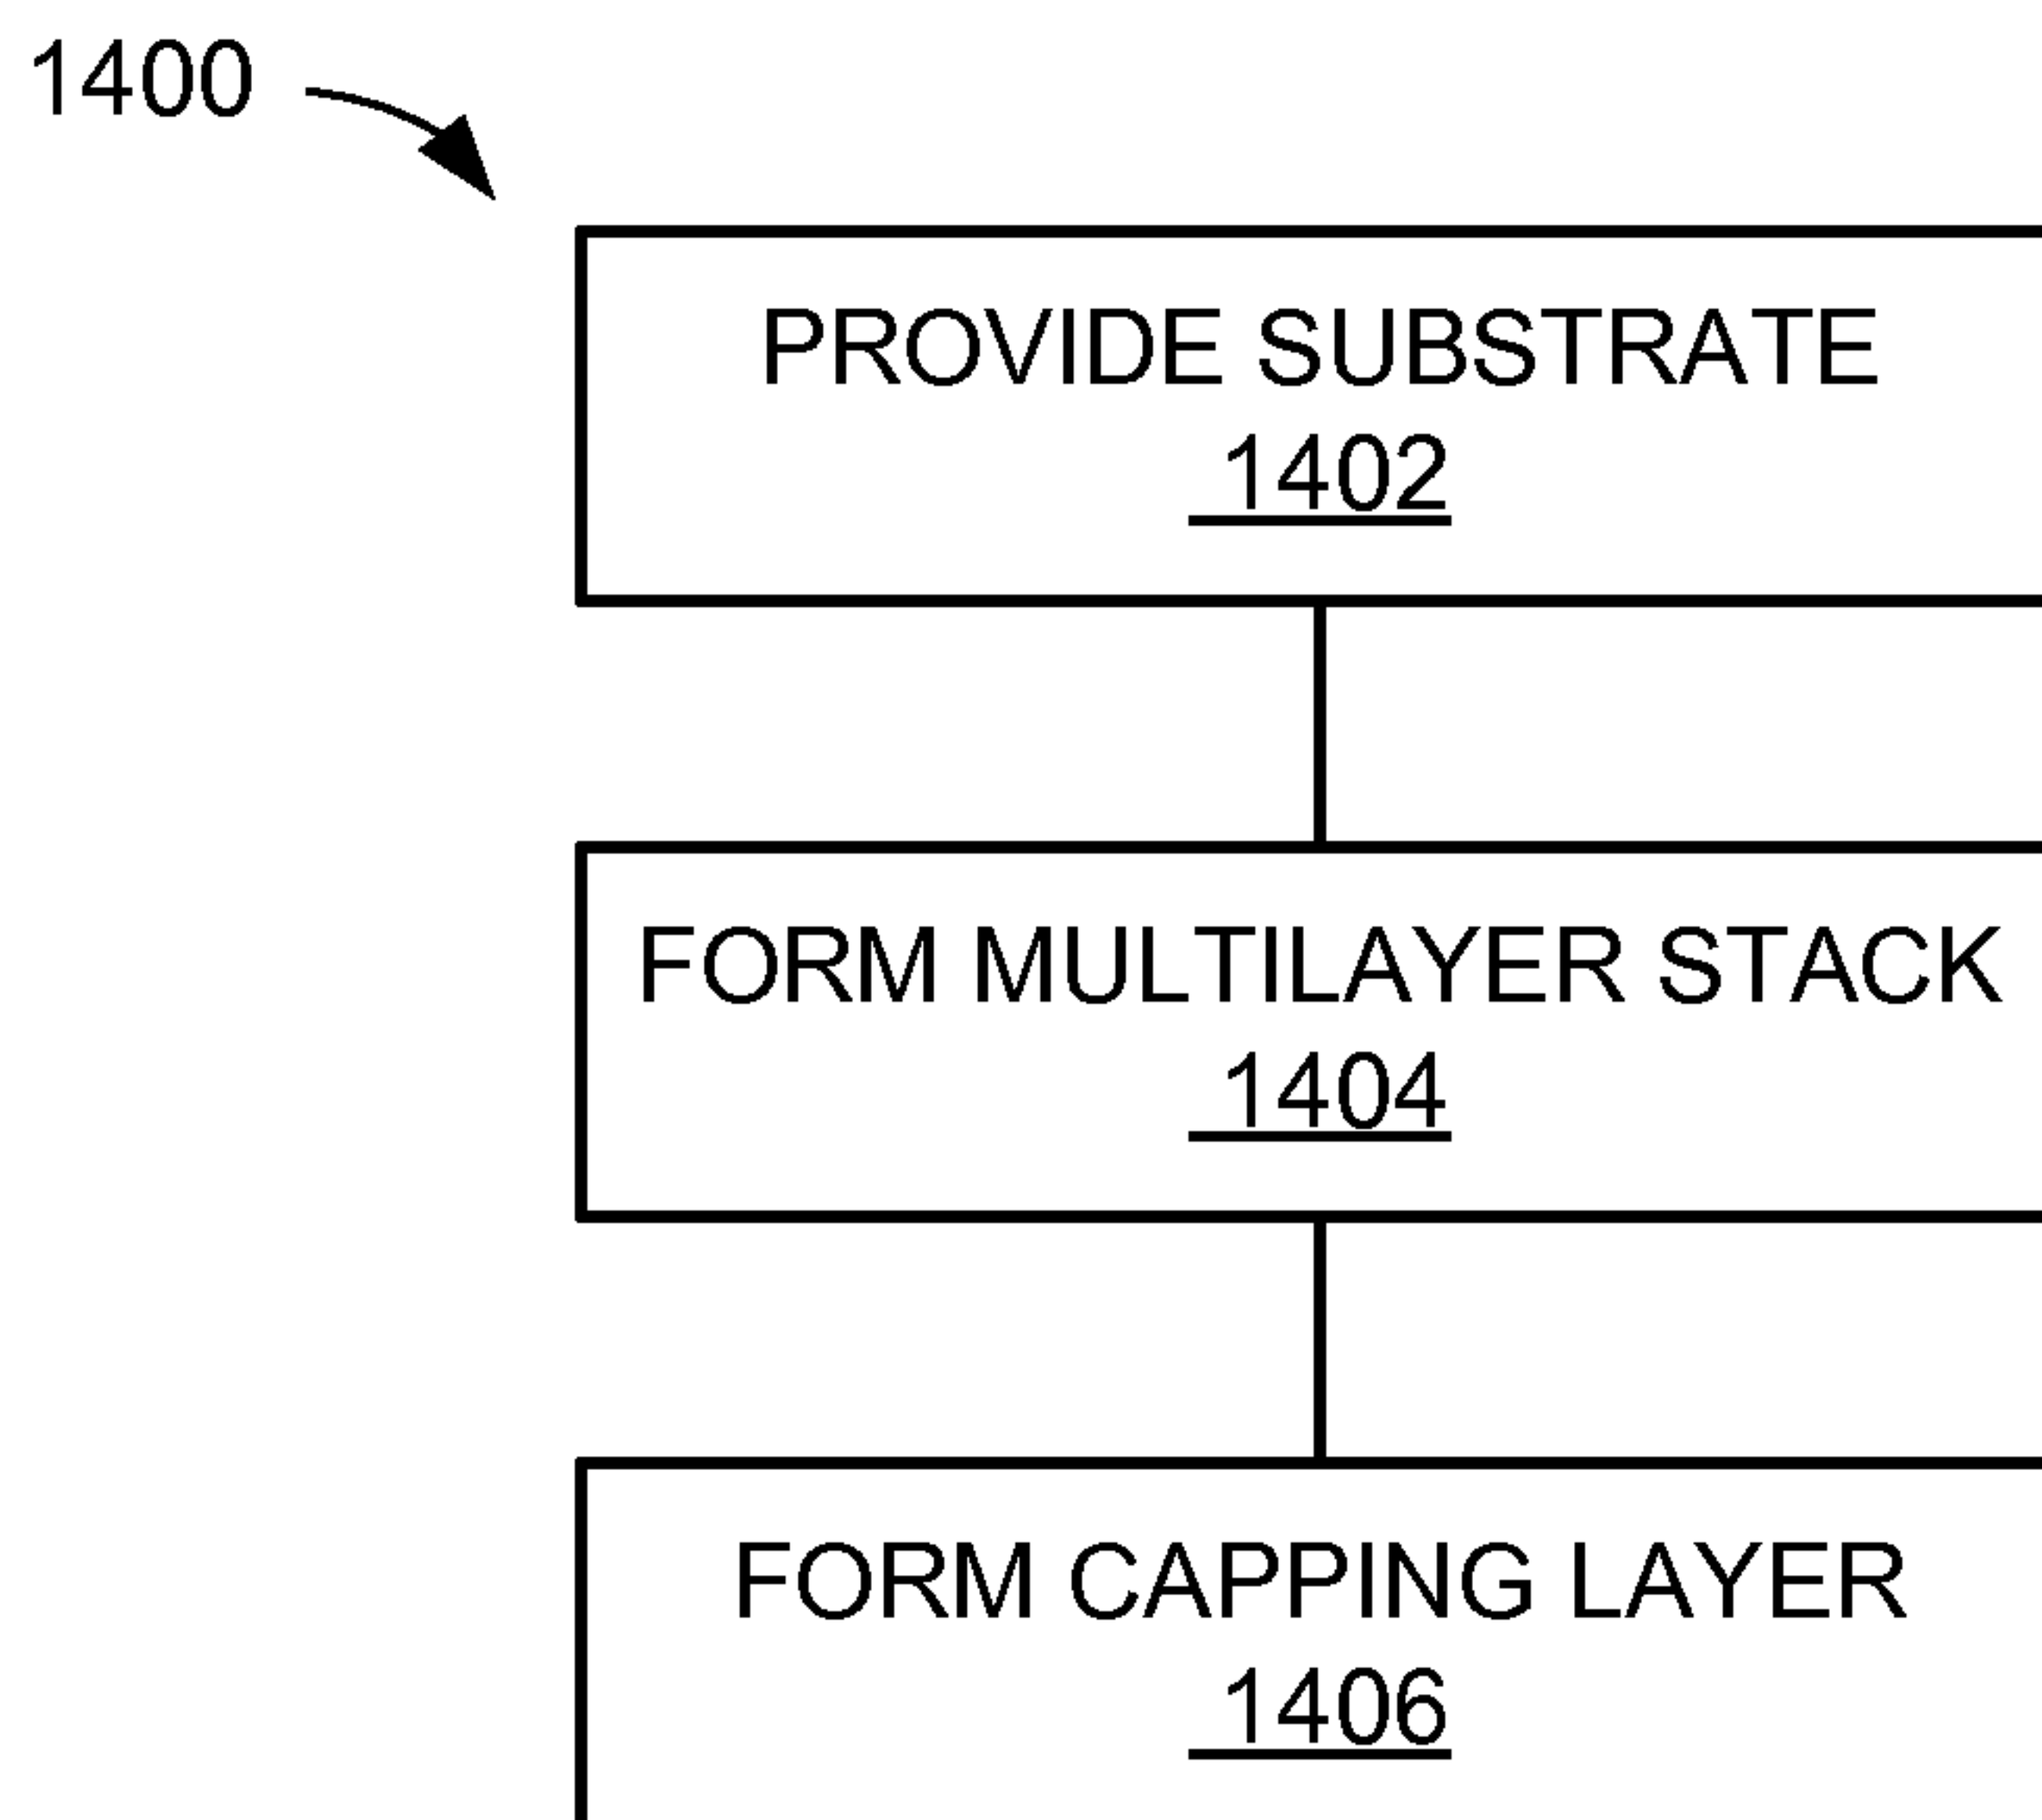 1400
PROVIDE SUBSTRATE
1402
FORM MULTILAYER STACK
1404
FORM CAPPING LAYER
1406